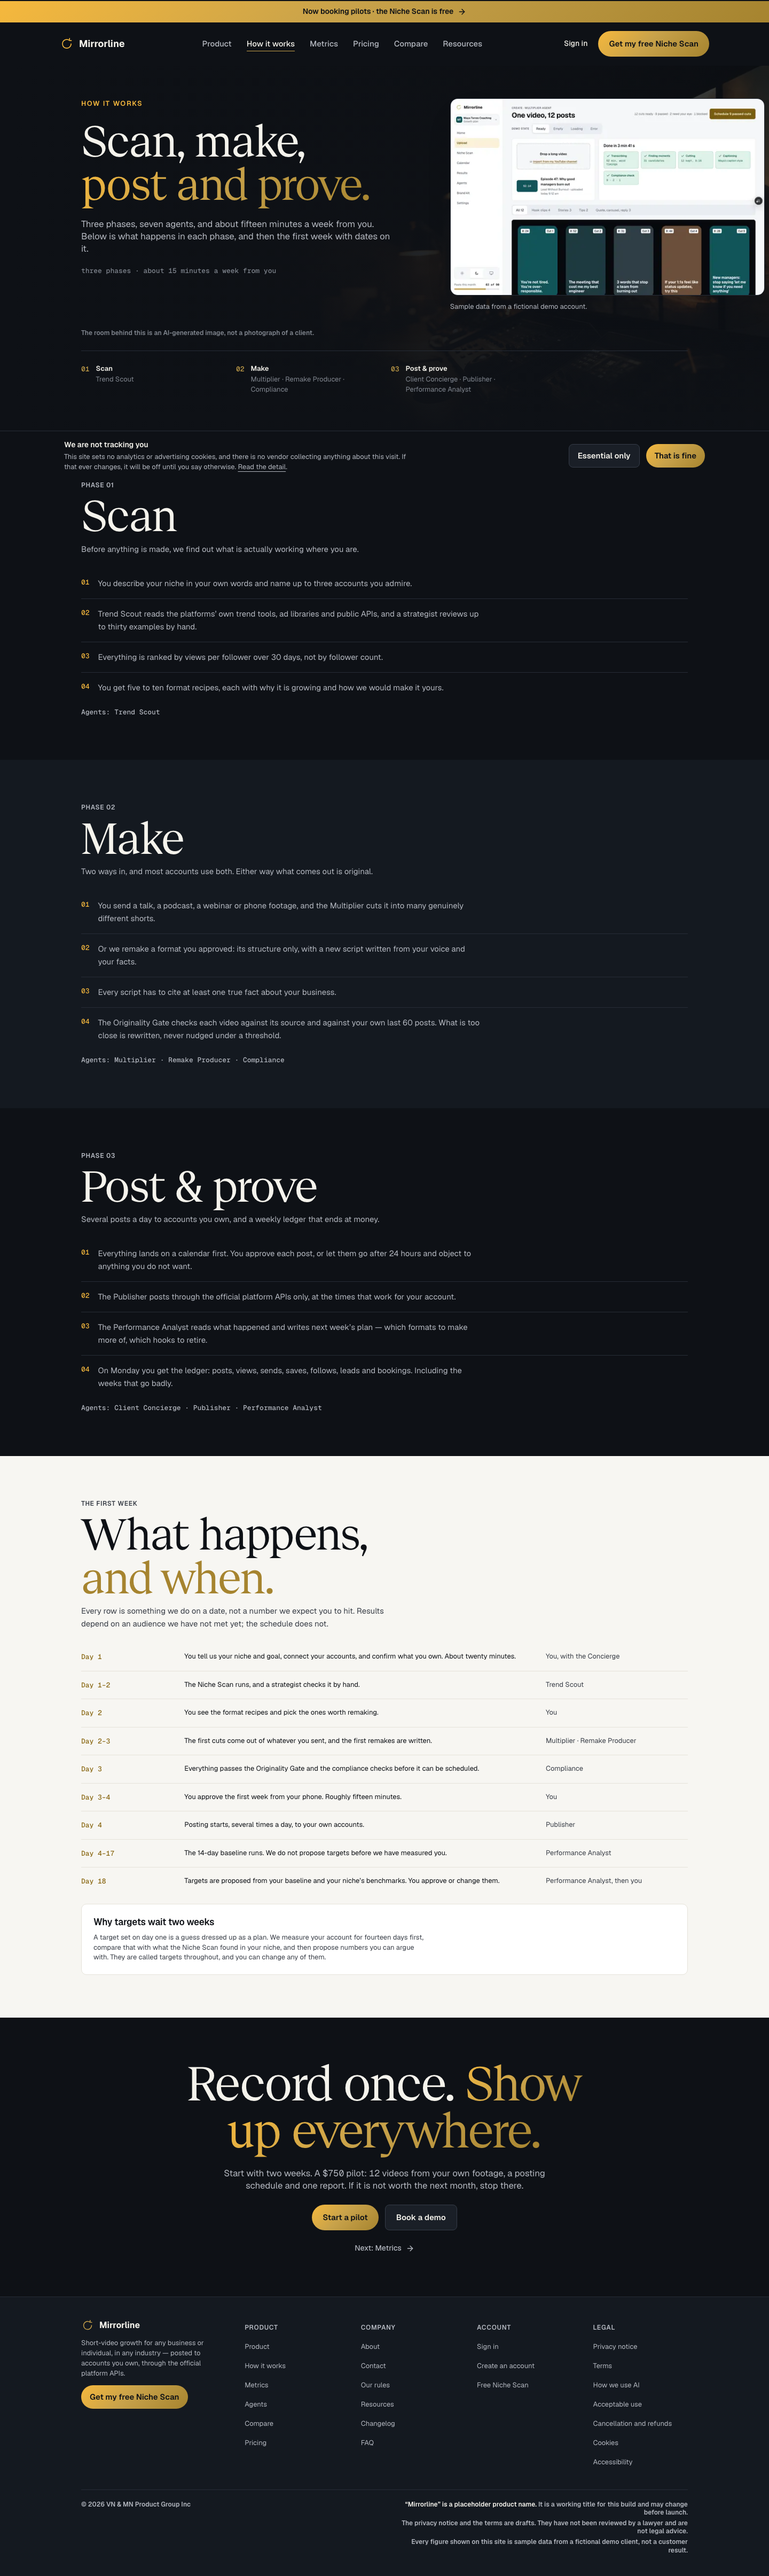 Now booking pilots · the Niche Scan is free →
Mirrorline
Product
How it works
Metrics
Pricing
Compare
Resources
Sign in
Get my free Niche Scan
HOW IT WORKS
Scan, make,
post and prove.
Three phases, seven agents, and about fifteen minutes a week from you.
Below is what happens in each phase, and then the first week with dates on
it.
three phases · about 15 minutes a week from you
Mirrorline
One video, 12 posts
Sample data from a fictional demo account.
The room behind this is an AI-generated image, not a photograph of a client.
01 Scan
Trend Scout
02 Make
Multiplier · Remake Producer ·
Compliance
03 Post & prove
Client Concierge · Publisher ·
Performance Analyst
We are not tracking you
This site sets no analytics or advertising cookies, and there is no vendor collecting anything about this visit. If
that ever changes, it will be off until you say otherwise. Read the detail.
Essential only
That is fine
PHASE 01
Scan
Before anything is made, we find out what is actually working where you are.
01 You describe your niche in your own words and name up to three accounts you admire.
02 Trend Scout reads the platforms' own trend tools, ad libraries and public APIs, and a strategist reviews up
to thirty examples by hand.
03 Everything is ranked by views per follower over 30 days, not by follower count.
04 You get five to ten format recipes, each with why it is growing and how we would make it yours.
Agents: Trend Scout
PHASE 02
Make
Two ways in, and most accounts use both. Either way what comes out is original.
01 You send a talk, a podcast, a webinar or phone footage, and the Multiplier cuts it into many genuinely
different shorts.
02 Or we remake a format you approved: its structure only, with a new script written from your voice and
your facts.
03 Every script has to cite at least one true fact about your business.
04 The Originality Gate checks each video against its source and against your own last 60 posts. What is too
close is rewritten, never nudged under a threshold.
Agents: Multiplier · Remake Producer · Compliance
PHASE 03
Post & prove
Several posts a day to accounts you own, and a weekly ledger that ends at money.
01 Everything lands on a calendar first. You approve each post, or let them go after 24 hours and object to
anything you do not want.
02 The Publisher posts through the official platform APIs only, at the times that work for your account.
03 The Performance Analyst reads what happened and writes next week's plan — which formats to make
more of, which hooks to retire.
04 On Monday you get the ledger: posts, views, sends, saves, follows, leads and bookings. Including the
weeks that go badly.
Agents: Client Concierge · Publisher · Performance Analyst
THE FIRST WEEK
What happens,
and when.
Every row is something we do on a date, not a number we expect you to hit. Results
depend on an audience we have not met yet; the schedule does not.
Day 1 You tell us your niche and goal, connect your accounts, and confirm what you own. About twenty minutes. You, with the Concierge
Day 1–2 The Niche Scan runs, and a strategist checks it by hand. Trend Scout
Day 2 You see the format recipes and pick the ones worth remaking. You
Day 2–3 The first cuts come out of whatever you sent, and the first remakes are written. Multiplier · Remake Producer
Day 3 Everything passes the Originality Gate and the compliance checks before it can be scheduled. Compliance
Day 3–4 You approve the first week from your phone. Roughly fifteen minutes. You
Day 4 Posting starts, several times a day, to your own accounts. Publisher
Day 4–17 The 14-day baseline runs. We do not propose targets before we have measured you. Performance Analyst
Day 18 Targets are proposed from your baseline and your niche's benchmarks. You approve or change them. Performance Analyst, then you
Why targets wait two weeks
A target set on day one is a guess dressed up as a plan. We measure your account for fourteen days first,
compare that with what the Niche Scan found in your niche, and then propose numbers you can argue
with. They are called targets throughout, and you can change any of them.
Record once. Show
up everywhere.
Start with two weeks. A $750 pilot: 12 videos from your own footage, a posting
schedule and one report. If it is not worth the next month, stop there.
Start a pilot
Book a demo
Next: Metrics →
Mirrorline
Short-video growth for any business or
individual, in any industry — posted to
accounts you own, through the official
platform APIs.
Get my free Niche Scan
PRODUCT
Product
How it works
Metrics
Agents
Compare
Pricing
COMPANY
About
Contact
Our rules
Resources
Changelog
FAQ
ACCOUNT
Sign in
Create an account
Free Niche Scan
LEGAL
Privacy notice
Terms
How we use AI
Acceptable use
Cancellation and refunds
Cookies
Accessibility
© 2026 VN & MN Product Group Inc
"Mirrorline" is a placeholder product name. It is a working title for this build and may change
before launch.
The privacy notice and the terms are drafts. They have not been reviewed by a lawyer and are
not legal advice.
Every figure shown on this site is sample data from a fictional demo client, not a customer
result.